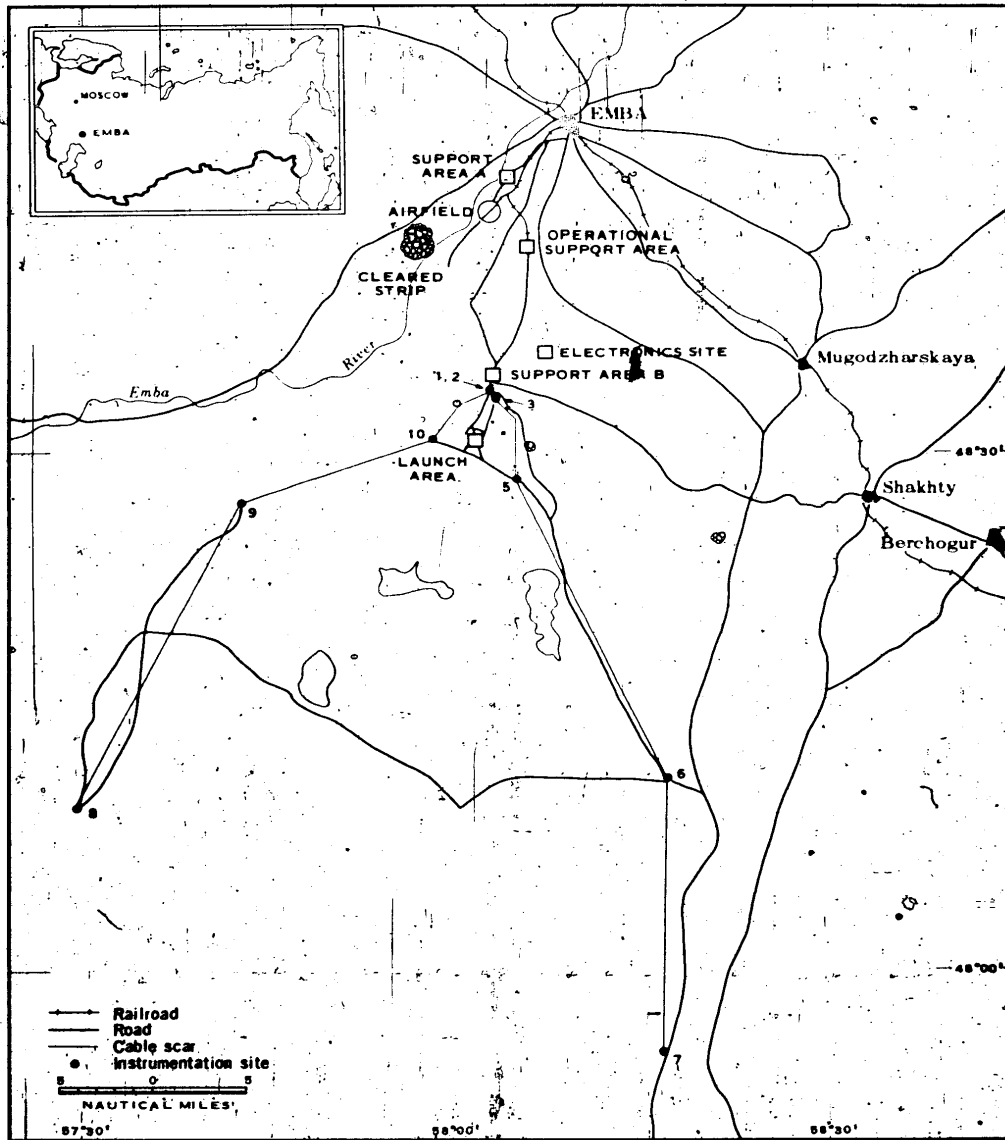 MOSCOW
EMBA
EMBA
SUPPORT
AREA A
AIRFIELD
OPERATIONAL
SUPPORT AREA
CLEARED
STRIP
River
Emba
ELECTRONICS SITE
SUPPORT AREA B
Mugodzharskaya
1, 2
3
10
LAUNCH
AREA
5
48°30'
Shakhty
9
Berchogur
6
8
48°00'
Railroad
Road
Cable scar
Instrumentation site
7
5 0 5
NAUTICAL MILES
57°30' 58°00' 58°30'